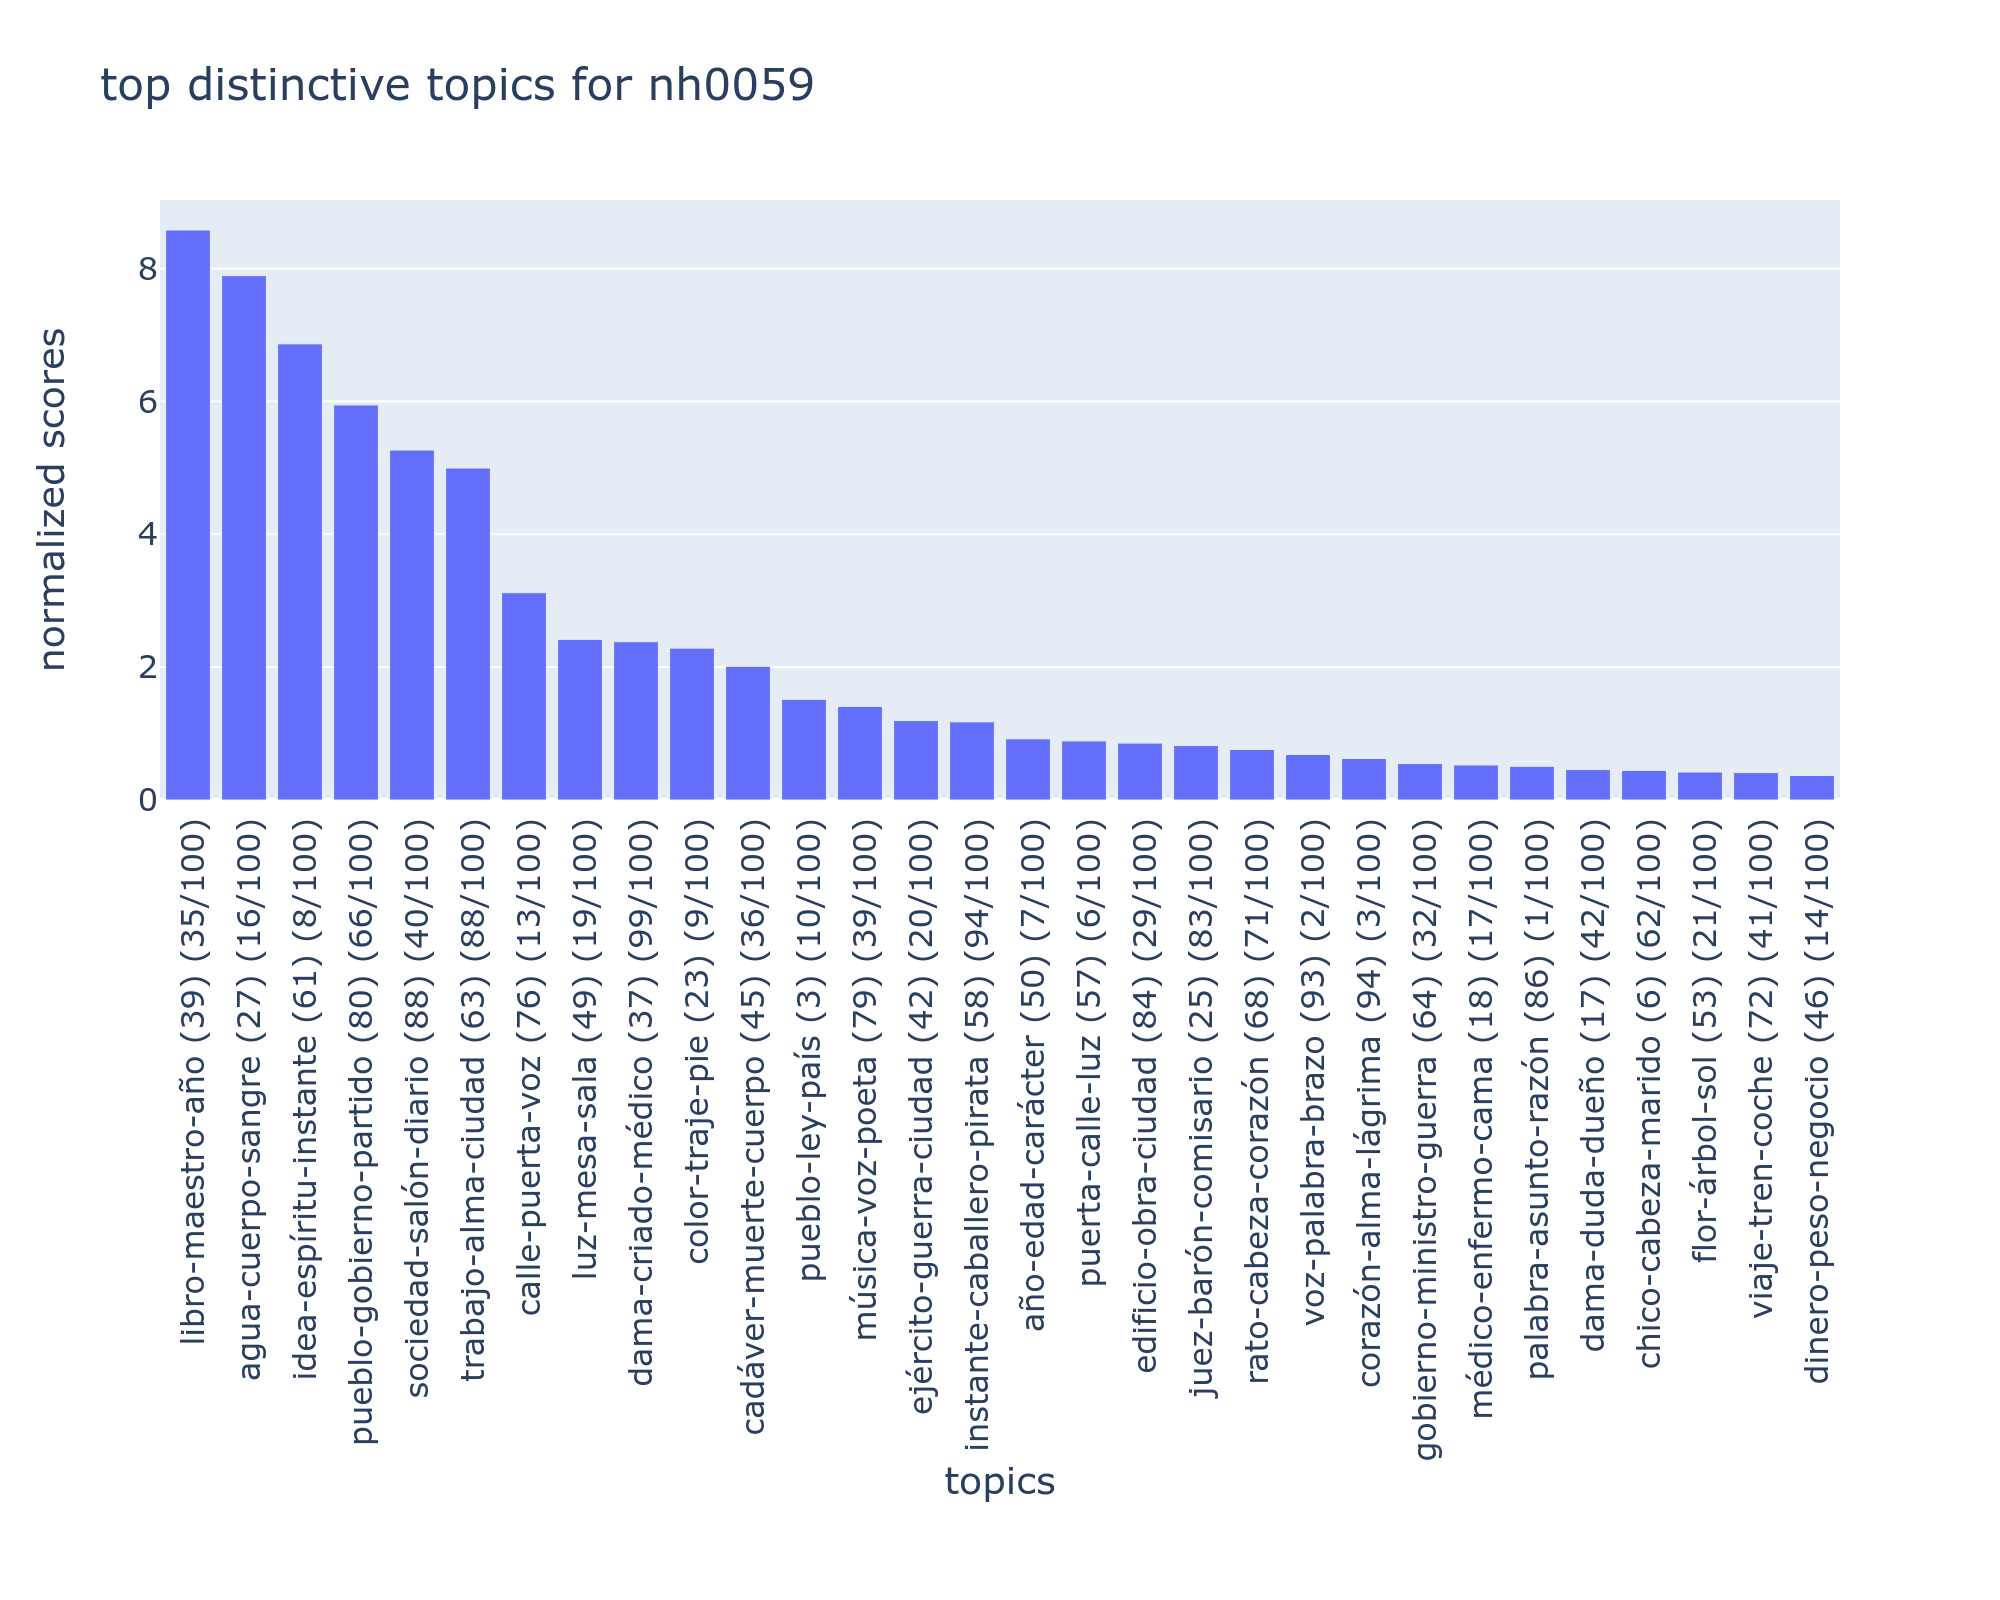 top distinctive topics for nh0059
normalized scores
8
6
4
2
0
libro-maestro-año (39) (35/100)
agua-cuerpo-sangre (27) (16/100)
idea-espíritu-instante (61) (8/100)
pueblo-gobierno-partido (80) (66/100)
sociedad-salón-diario (88) (40/100)
trabajo-alma-ciudad (63) (88/100)
calle-puerta-voz (76) (13/100)
luz-mesa-sala (49) (19/100)
dama-criado-médico (37) (99/100)
color-traje-pie (23) (9/100)
cadáver-muerte-cuerpo (45) (36/100)
pueblo-ley-país (3) (10/100)
música-voz-poeta (79) (39/100)
ejército-guerra-ciudad (42) (20/100)
instante-caballero-pirata (58) (94/100)
año-edad-carácter (50) (7/100)
puerta-calle-luz (57) (6/100)
edificio-obra-ciudad (84) (29/100)
juez-barón-comisario (25) (83/100)
rato-cabeza-corazón (68) (71/100)
voz-palabra-brazo (93) (2/100)
corazón-alma-lágrima (94) (3/100)
gobierno-ministro-guerra (64) (32/100)
médico-enfermo-cama (18) (17/100)
palabra-asunto-razón (86) (1/100)
dama-duda-dueño (17) (42/100)
chico-cabeza-marido (6) (62/100)
flor-árbol-sol (53) (21/100)
viaje-tren-coche (72) (41/100)
dinero-peso-negocio (46) (14/100)
topics